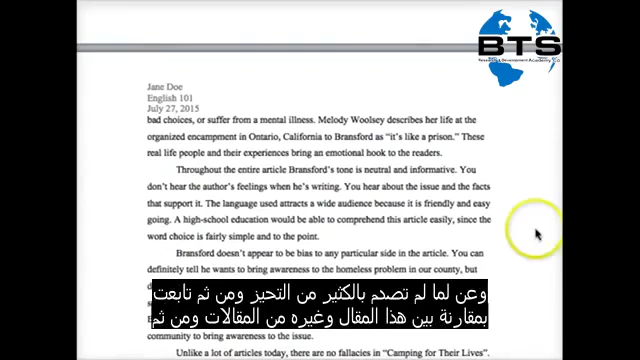 BTS
Research & Development Academy Co
Jane Doe
English 101
July 27, 2015
bad choices, or suffer from a mental illness. Melody Woolsey describes her life at the
organized encampment in Ontario, California to Bransford as “it’s like a prison.” These
real life people and their experiences bring an emotional hook to the readers.
Throughout the entire article Bransford’s tone is neutral and informative. You
don’t hear the author’s feelings when he’s writing. You hear about the issue and the facts
that support it. The language used attracts a wide audience because it is friendly and easy
going. A high-school education would be able to comprehend this article easily, since the
word choice is fairly simple and to the point.
Bransford doesn’t appear to be bias to any particular side in the article. You can
definitely tell he wants to bring awareness to the homeless problem in our county, but
وعن لما لم تصدم بالكثير من التحيز ومن ثم تابعت
بمقارنة بين هذا المقال وغيره من المقالات ومن ثم
community to bring awareness to the issue.
Unlike a lot of articles today, there are no fallacies in “Camping for Their Lives”.